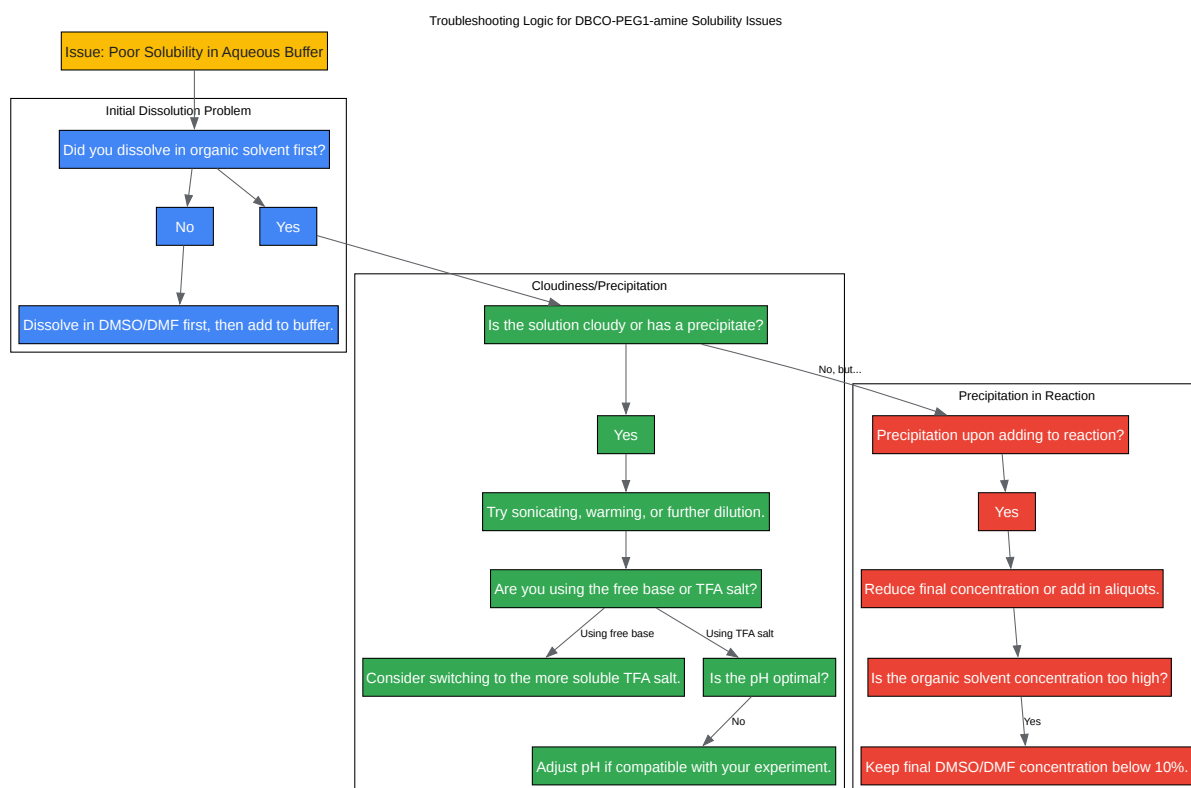 Troubleshooting Logic for DBCO-PEG1-amine Solubility Issues
Issue: Poor Solubility in Aqueous Buffer
Initial Dissolution Problem
Did you dissolve in organic solvent first?
No
Yes
Dissolve in DMSO/DMF first, then add to buffer.
Cloudiness/Precipitation
Is the solution cloudy or has a precipitate?
No, but...
Yes
Try sonicating, warming, or further dilution.
Are you using the free base or TFA salt?
Using free base
Using TFA salt
Consider switching to the more soluble TFA salt.
Is the pH optimal?
No
Adjust pH if compatible with your experiment.
Precipitation in Reaction
Precipitation upon adding to reaction?
Yes
Reduce final concentration or add in aliquots.
Is the organic solvent concentration too high?
Yes
Keep final DMSO/DMF concentration below 10%.